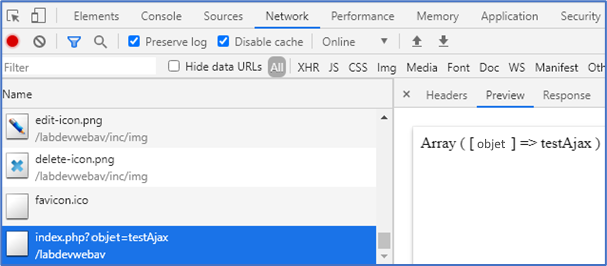 Elements Console Sources Network Performance Memory Application Security
Preserve log Disable cache Online
Filter Hide data URLs All XHR JS CSS Img Media Font Doc WS Manifest Oth
Name × Headers Preview Response
edit-icon.png
/labdevwebav/inc/img
delete-icon.png
/labdevwebav/inc/img
favicon.ico
index.php?objet=testAjax
/labdevwebav
Array ( [ objet ] => testAjax )